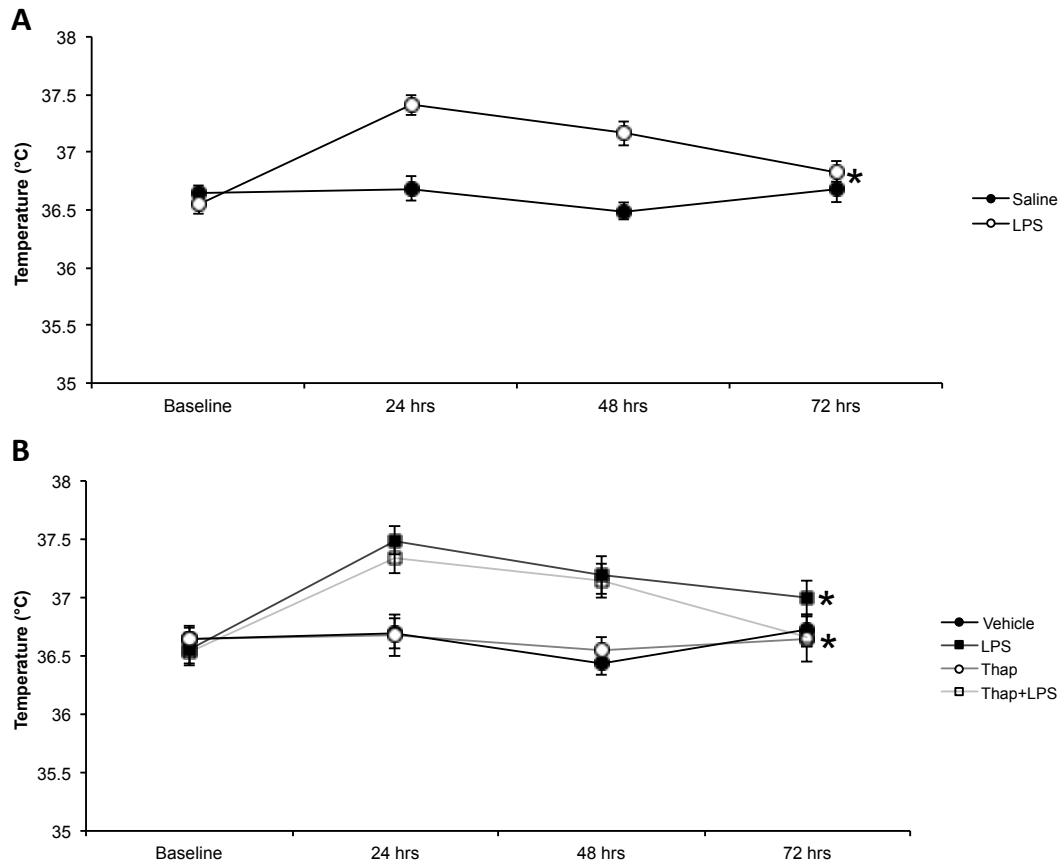 A
38
37.5
37
36.5
36
35.5
35
Temperature (°C)
*
Saline
LPS
Baseline
24 hrs
48 hrs
72 hrs
B
38
37.5
37
36.5
36
35.5
35
Temperature (°C)
*
*
Vehicle
LPS
Thap
Thap+LPS
Baseline
24 hrs
48 hrs
72 hrs